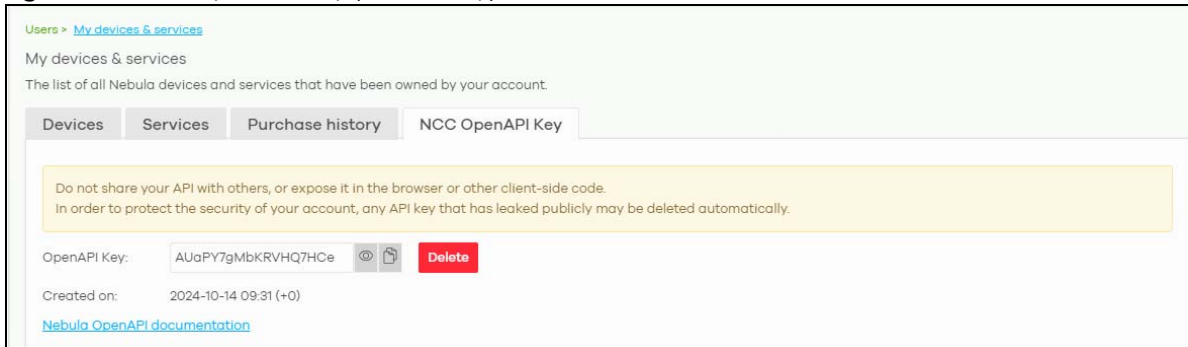 Users > My devices & services
My devices & services
The list of all Nebula devices and services that have been owned by your account.
Devices Services Purchase history NCC OpenAPI Key
Do not share your API with others, or expose it in the browser or other client-side code.
In order to protect the security of your account, any API key that has leaked publicly may be deleted automatically.
OpenAPI Key: AUaPY7gMbKRVHQ7HCe Delete
Created on: 2024-10-14 09:31 (+0)
Nebula OpenAPI documentation